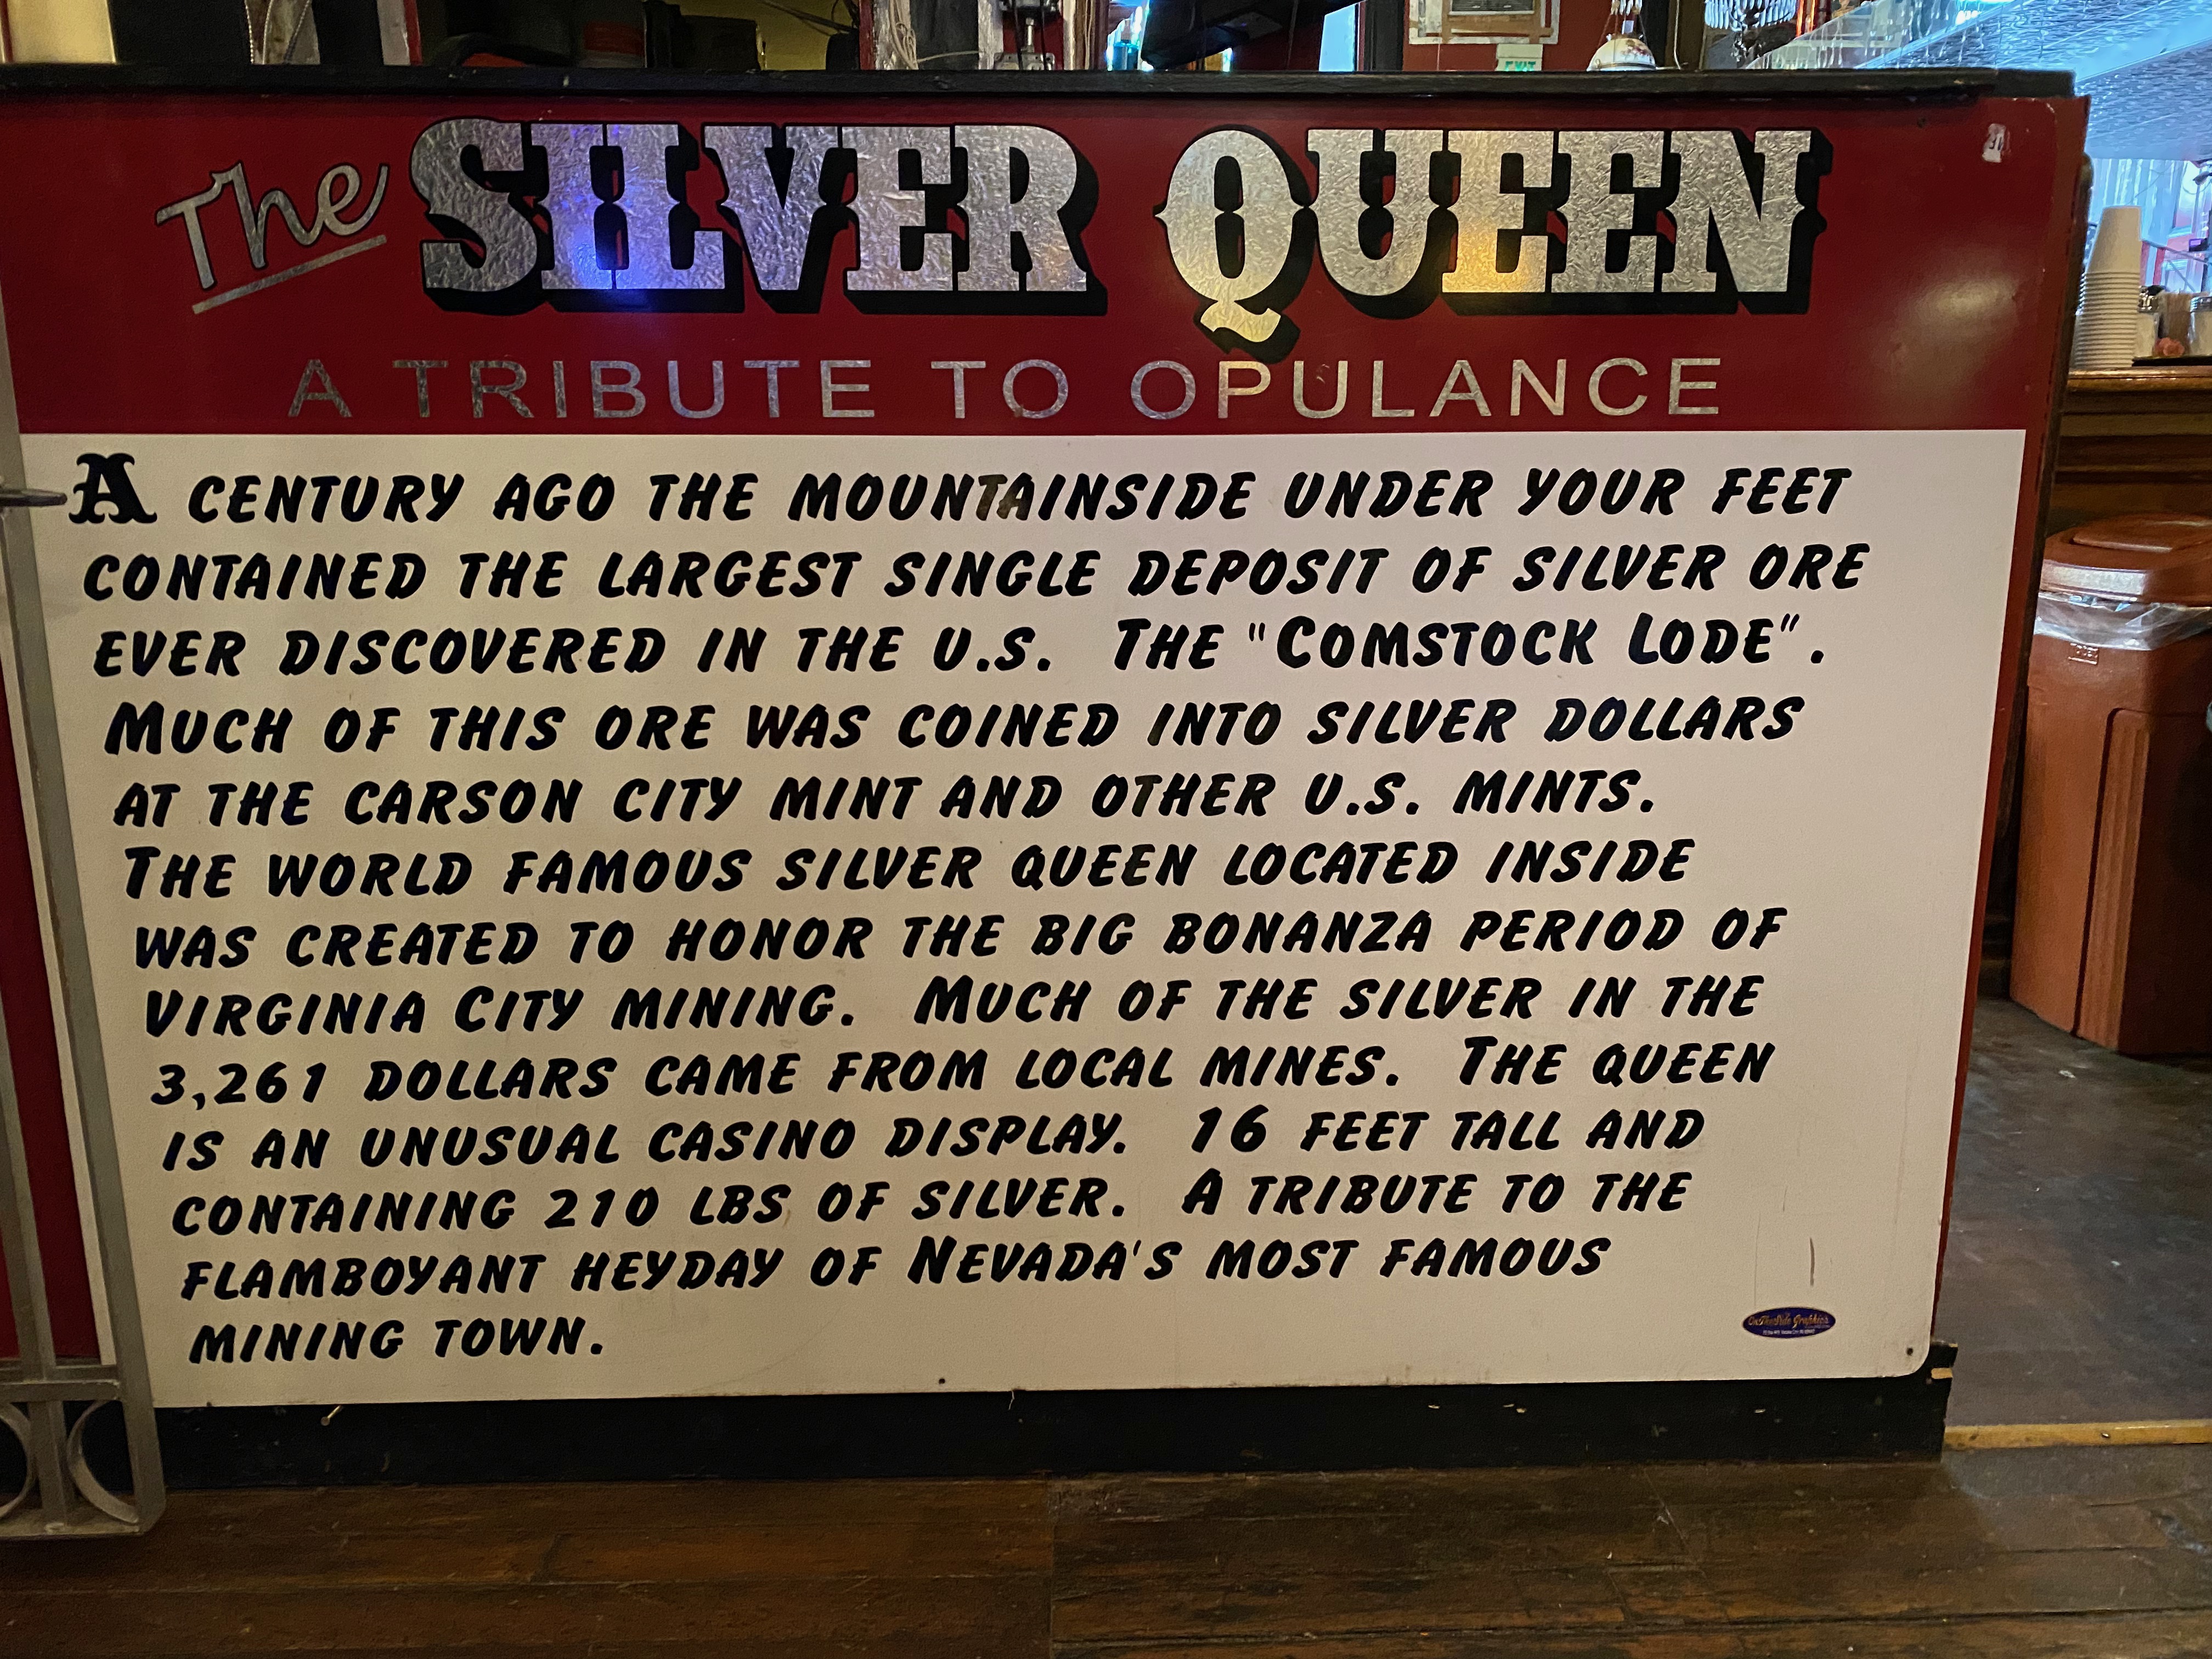 The SILVER QUEEN
A TRIBUTE TO OPULANCE
A CENTURY AGO THE MOUNTAINSIDE UNDER YOUR FEET
CONTAINED THE LARGEST SINGLE DEPOSIT OF SILVER ORE
EVER DISCOVERED IN THE U.S. THE "COMSTOCK LODE".
MUCH OF THIS ORE WAS COINED INTO SILVER DOLLARS
AT THE CARSON CITY MINT AND OTHER U.S. MINTS.
THE WORLD FAMOUS SILVER QUEEN LOCATED INSIDE
WAS CREATED TO HONOR THE BIG BONANZA PERIOD OF
VIRGINIA CITY MINING. MUCH OF THE SILVER IN THE
3,261 DOLLARS CAME FROM LOCAL MINES. THE QUEEN
IS AN UNUSUAL CASINO DISPLAY. 16 FEET TALL AND
CONTAINING 210 LBS OF SILVER. A TRIBUTE TO THE
FLAMBOYANT HEYDAY OF NEVADA'S MOST FAMOUS
MINING TOWN.
OnTheSide Graphics
EXIT